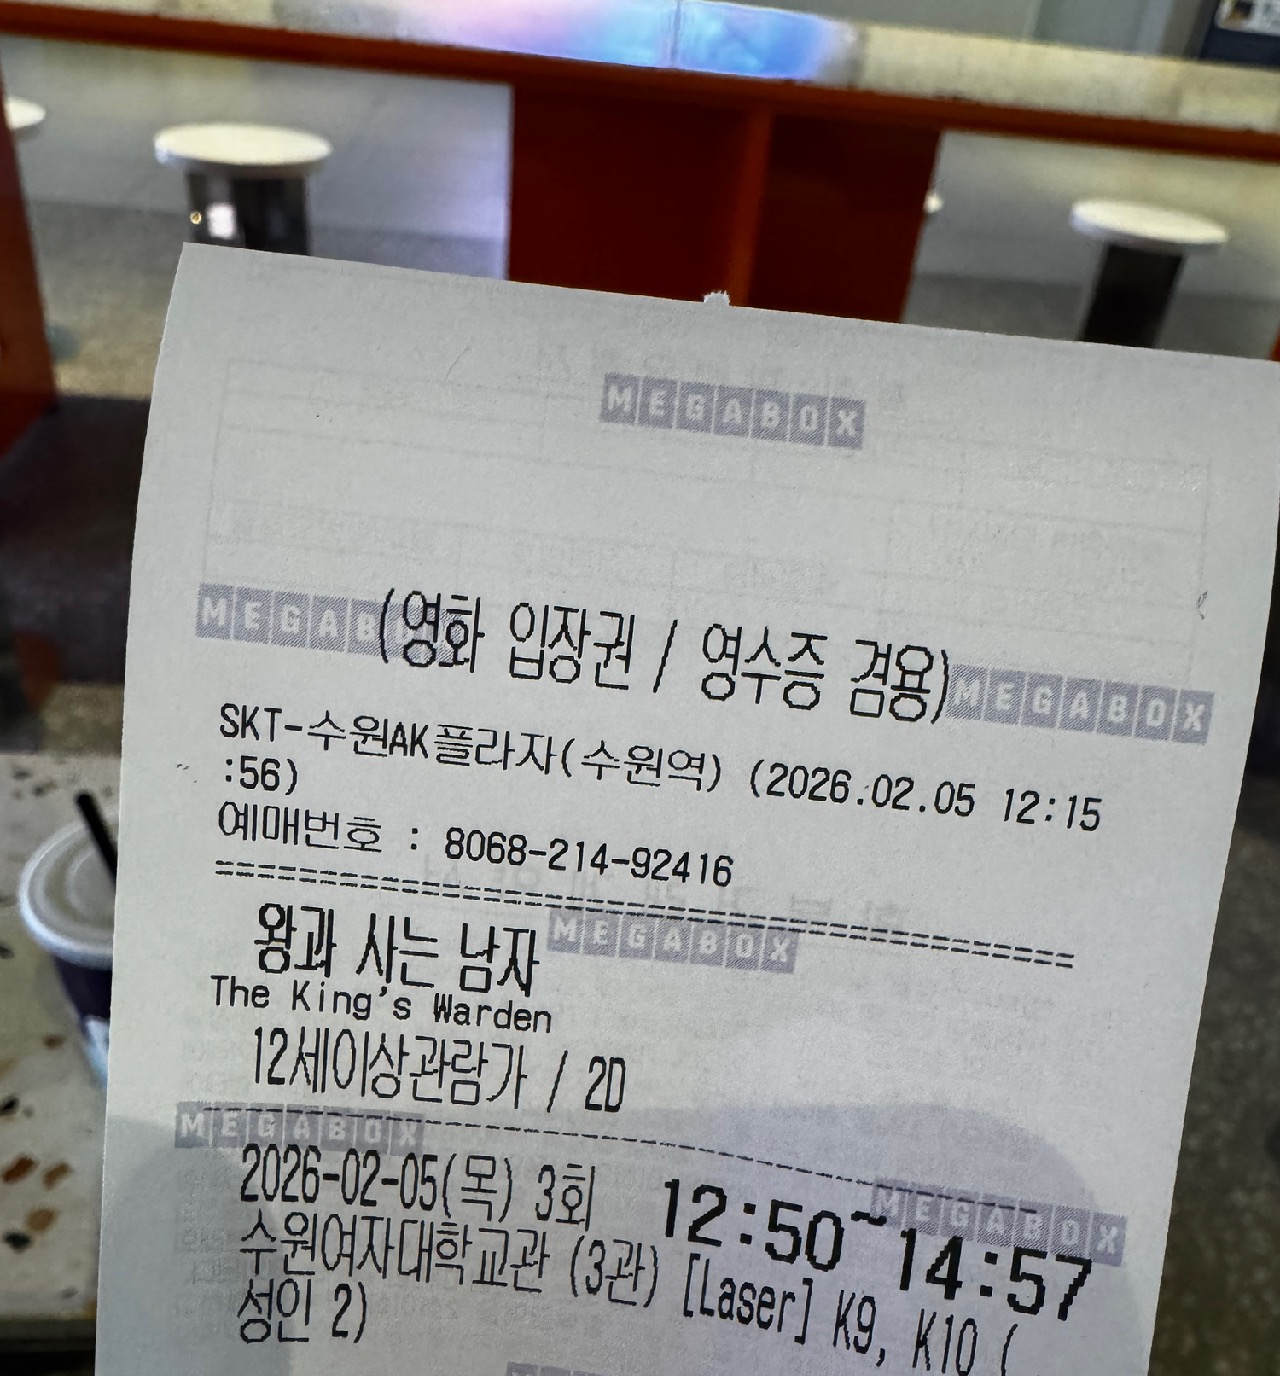 MEGABOX
MEGAB (영화 입장권 / 영수증 겸용) MEGABOX
SKT-수원AK플라자(수원역) (2026.02.05 12:15
:56)
예매번호 : 8068-214-92416
==================================================
왕과 사는 남자 MEGABOX
The King's Warden
12세이상관람가 / 2D
MEGABOX
2026-02-05(목) 3회 12:50~14:57 MEGABOX
수원여자대학교관 (3관) [Laser] K9, K10 (
성인 2)